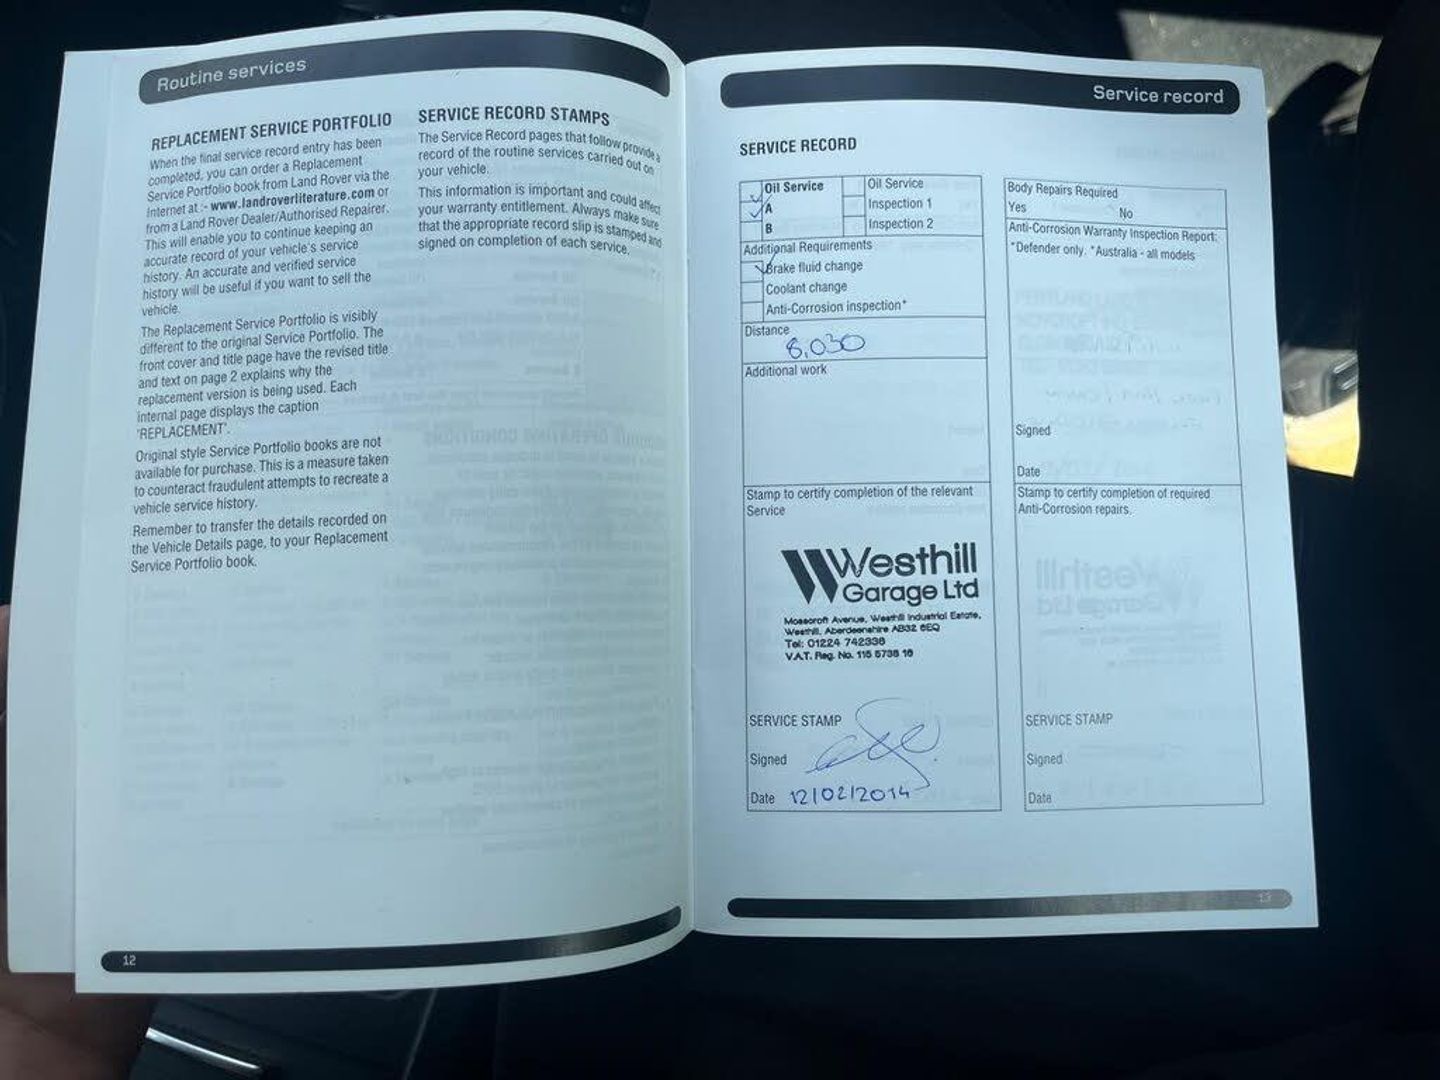 Routine services
REPLACEMENT SERVICE PORTFOLIO
When the final service record entry has been
completed, you can order a Replacement
Service Portfolio book from Land Rover via the
Internet at :- www.landroverliterature.com or
from a Land Rover Dealer/Authorised Repairer.
This will enable you to continue keeping an
accurate record of your vehicle's service
history. An accurate and verified service
history will be useful if you want to sell the
vehicle.
The Replacement Service Portfolio is visibly
different to the original Service Portfolio. The
front cover and title page have the revised title
and text on page 2 explains why the
replacement version is being used. Each
internal page displays the caption
'REPLACEMENT'.
Original style Service Portfolio books are not
available for purchase. This is a measure taken
to counteract fraudulent attempts to recreate a
vehicle service history.
Remember to transfer the details recorded on
the Vehicle Details page, to your Replacement
Service Portfolio book.
SERVICE RECORD STAMPS
The Service Record pages that follow provide a
record of the routine services carried out on
your vehicle.
This information is important and could affect
your warranty entitlement. Always make sure
that the appropriate record slip is stamped and
signed on completion of each service.
12
Service record
SERVICE RECORD
Oil Service
A
B
Oil Service
Inspection 1
Inspection 2
Additional Requirements
Brake fluid change
Coolant change
Anti-Corrosion inspection*
Distance
8,030
Additional work
Stamp to certify completion of the relevant
Service
Westhill
Garage Ltd
Mosscroft Avenue, Westhill Industrial Estate,
Westhill, Aberdeenshire AB32 6EQ
Tel: 01224 742336
V.A.T. Reg. No. 115 5738 16
SERVICE STAMP
Signed
Date 12/02/2014
Body Repairs Required
Yes No
Anti-Corrosion Warranty Inspection Report:
*Defender only. *Australia - all models
Signed
Date
Stamp to certify completion of required
Anti-Corrosion repairs.
SERVICE STAMP
Signed
Date
13